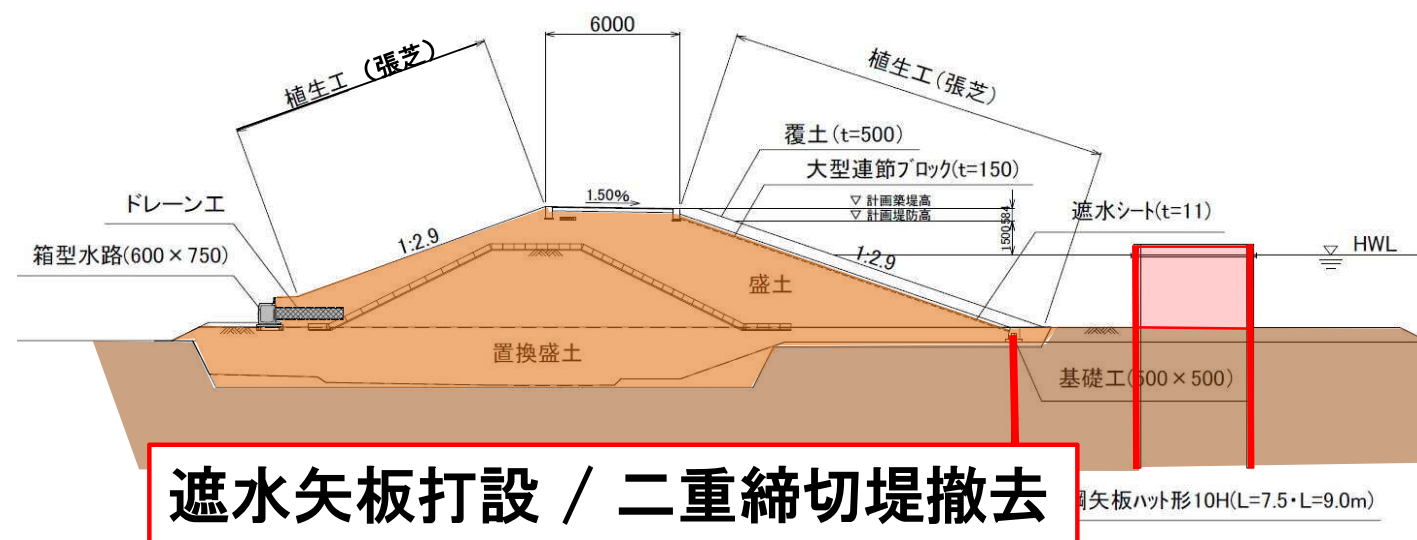 6000
植生工（張芝）
植生工（張芝）
覆土（t=500）
大型連節ブロック(t=150)
1.50%
▽ 計画築堤高
▽ 計画堤防高
584
1500
遮水シート(t=11)
ドレーン工
箱型水路(600×750)
1:2.9
1:2.9
▽ HWL
盛土
置換盛土
基礎工(500×500)
遮水矢板打設 / 二重締切堤撤去
鋼矢板ハット形10H(L=7.5・L=9.0m)